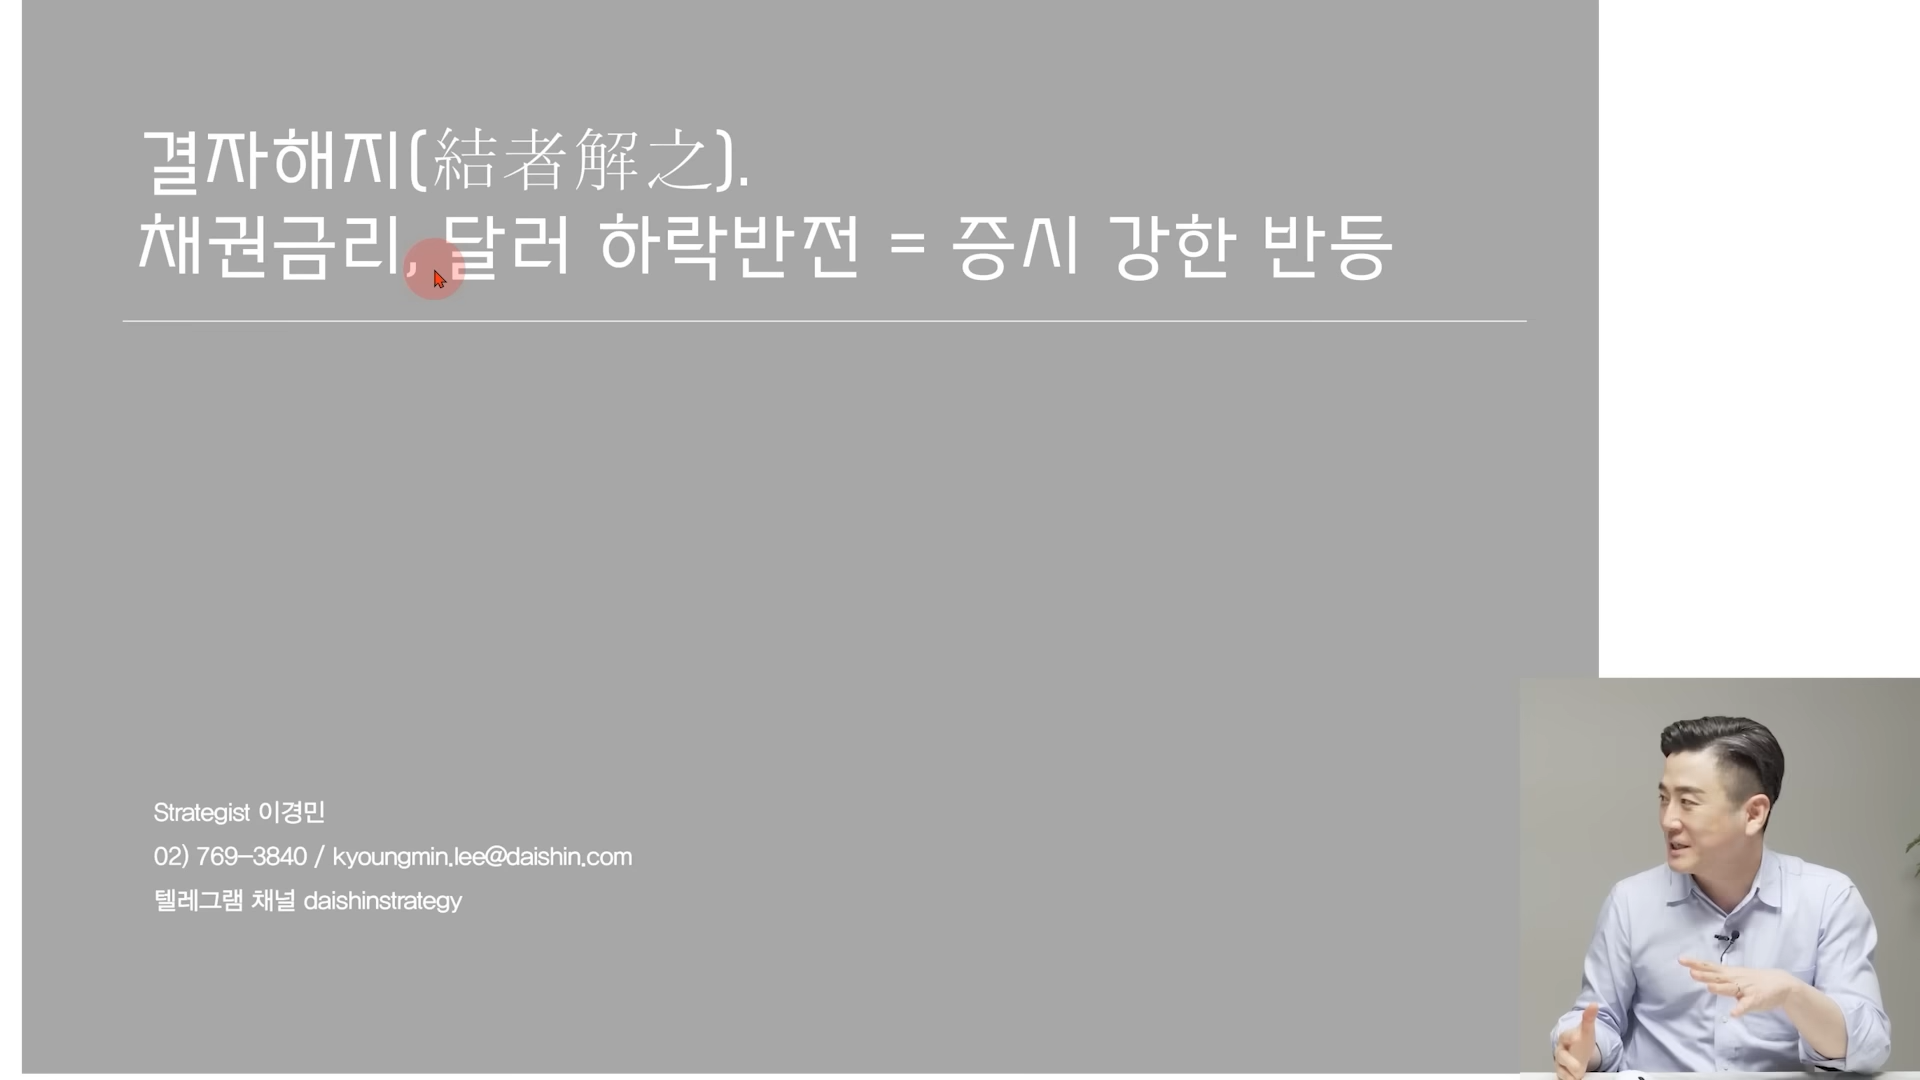 결자해지(結者解之).
채권금리, 달러 하락반전 = 증시 강한 반등
Strategist 이경민
02) 769-3840 / kyoungmin.lee@daishin.com
텔레그램 채널 daishinstrategy